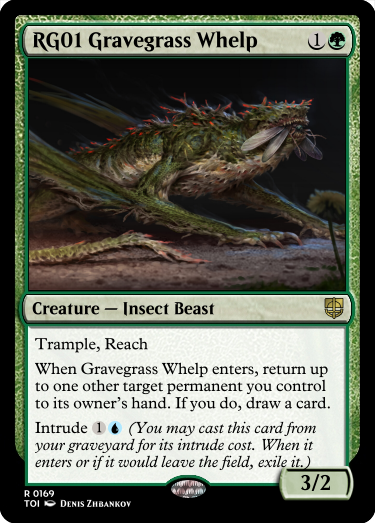 RG01 Gravegrass Whelp 1
Creature — Insect Beast
Trample, Reach
When Gravegrass Whelp enters, return up
to one other target permanent you control
to its owner's hand. If you do, draw a card.
Intrude 1 (You may cast this card from
your graveyard for its intrude cost. When it
enters or if it would leave the field, exile it.)
3/2
R 0169
TOI DENIS ZHBANKOV